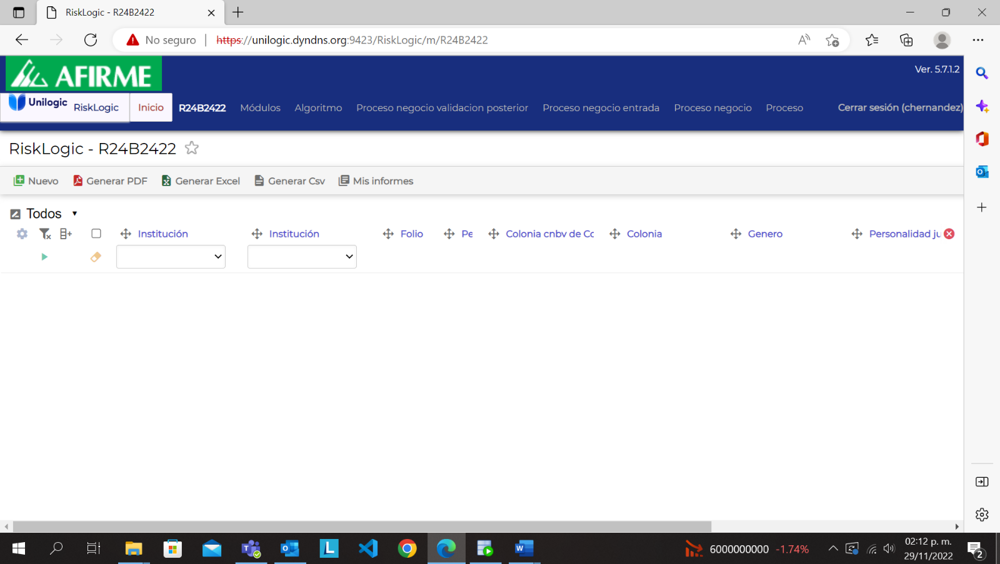 RiskLogic - R24B2422
No seguro | https://unilogic.dyndns.org:9423/RiskLogic/m/R24B2422
AFIRME
Ver. 5.7.1.2
Unilogic RiskLogic Inicio R24B2422 Módulos Algoritmo Proceso negocio validacion posterior Proceso negocio entrada Proceso negocio Proceso Cerrar sesión (chernandez)
RiskLogic - R24B2422
Nuevo Generar PDF Generar Excel Generar Csv Mis informes
Todos
Institución Institución Folio Pe Colonia cnbv de Co Colonia Genero Personalidad ju
6000000000 -1.74%
02:12 p. m.
29/11/2022
2